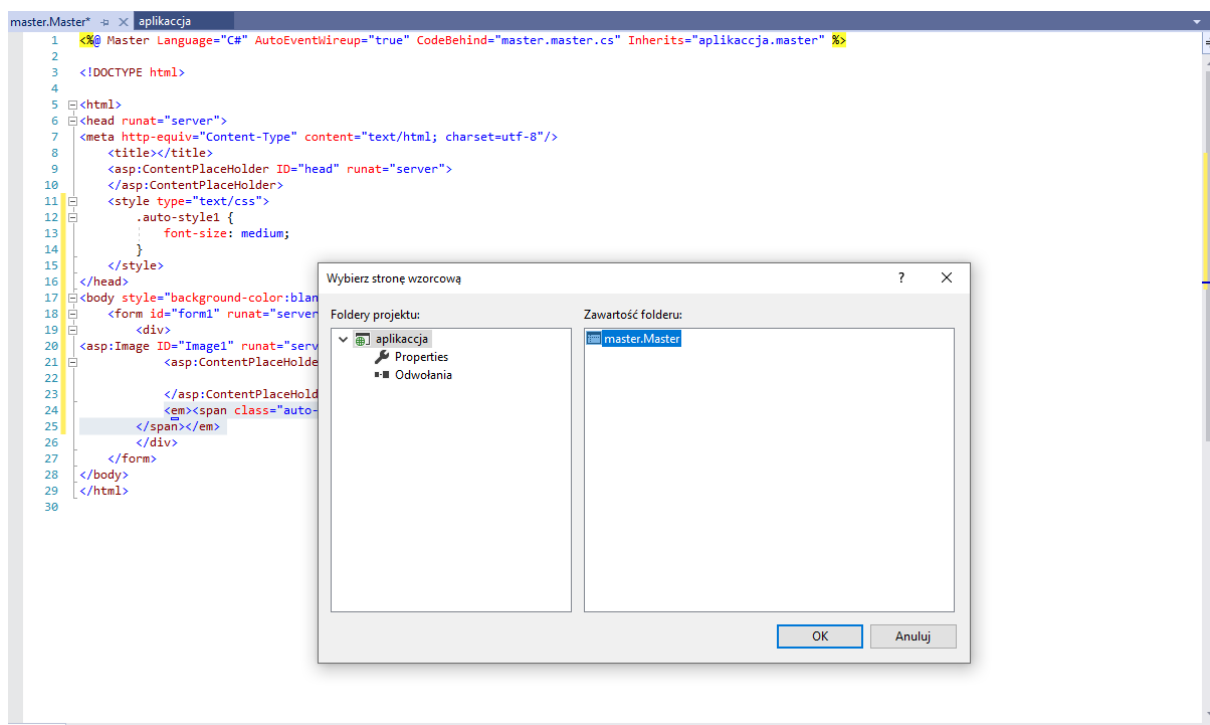 master.Master* aplikaccja
1 <%@ Master Language="C#" AutoEventWireup="true" CodeBehind="master.master.cs" Inherits="aplikaccja.master" %>
2
3 <!DOCTYPE html>
4
5 <html>
6 <head runat="server">
7 <meta http-equiv="Content-Type" content="text/html; charset=utf-8"/>
8 <title></title>
9 <asp:ContentPlaceHolder ID="head" runat="server">
10 </asp:ContentPlaceHolder>
11 <style type="text/css">
12 .auto-style1 {
13 font-size: medium;
14 }
15 </style>
16 </head>
17 <body style="background-color:blan
18 <form id="form1" runat="server
19 <div>
20 <asp:Image ID="Image1" runat="serv
21 <asp:ContentPlaceHolde
22
23 </asp:ContentPlaceHold
24 <em><span class="auto-
25 </span></em>
26 </div>
27 </form>
28 </body>
29 </html>
30
Wybierz stronę wzorcową
? ✕
Foldery projektu:
aplikaccja
Properties
Odwołania
Zawartość folderu:
master.Master
OK Anuluj